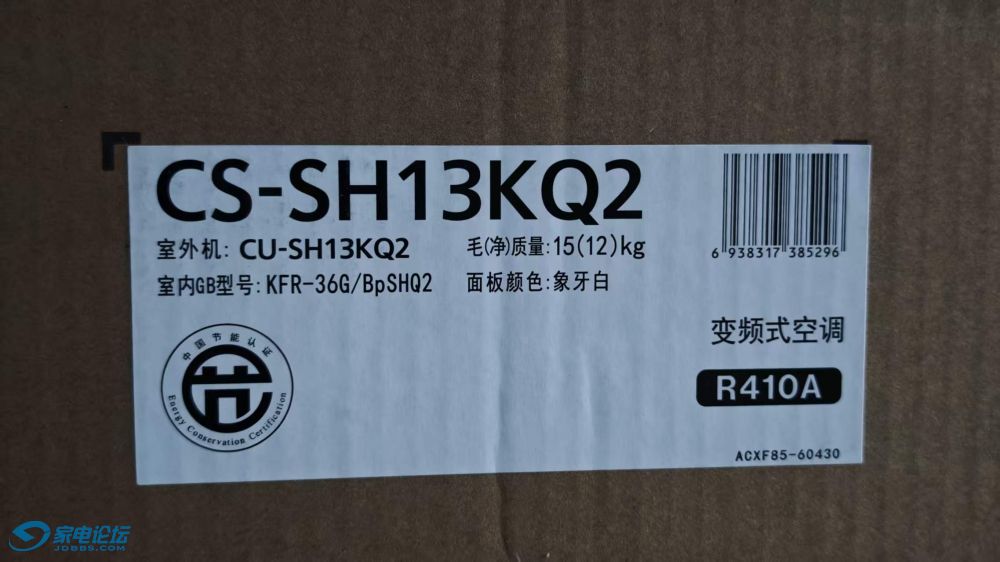 CS-SH13KQ2
室外机: CU-SH13KQ2
毛(净)质量:15(12)kg
室内GB型号:KFR-36G/BpSHQ2
面板颜色:象牙白
6 938317 385296
变频式空调
R410A
中国节能认证
Energy Conservation Certification
ACXF85-60430
家电论坛
JDBBS.COM